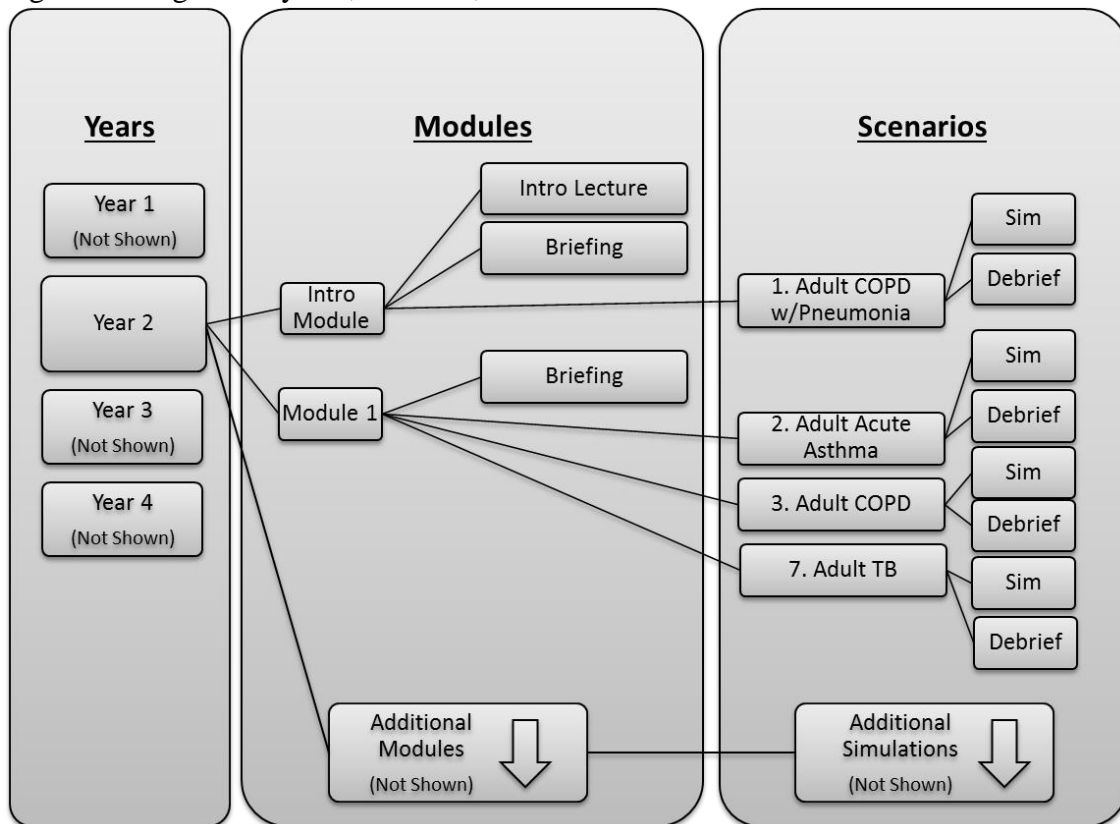 Years
Modules
Scenarios
Year 1
(Not Shown)
Year 2
Year 3
(Not Shown)
Year 4
(Not Shown)
Intro
Module
Intro Lecture
Briefing
Module 1
Briefing
Additional
Modules
(Not Shown)
1. Adult COPD
w/Pneumonia
Sim
Debrief
2. Adult Acute
Asthma
Sim
Debrief
3. Adult COPD
Sim
Debrief
7. Adult TB
Sim
Debrief
Additional
Simulations
(Not Shown)